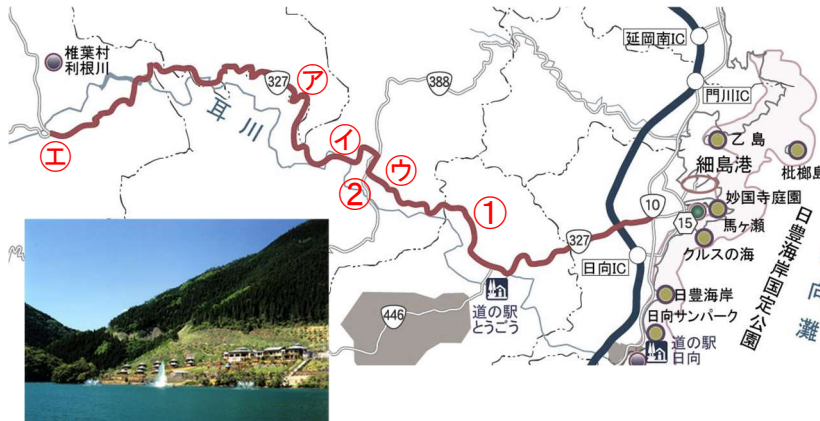 椎葉村
利根川
327
ア
388
延岡南IC
門川IC
耳川
イ
エ
ウ
②
①
乙島
枇榔島
細島港
10
妙国寺庭園
15
馬ヶ瀬
クルスの海
327
日向IC
日豊海岸国定公園
向灘
446
道の駅
とうごう
日豊海岸
日向サンパーク
道の駅
日向